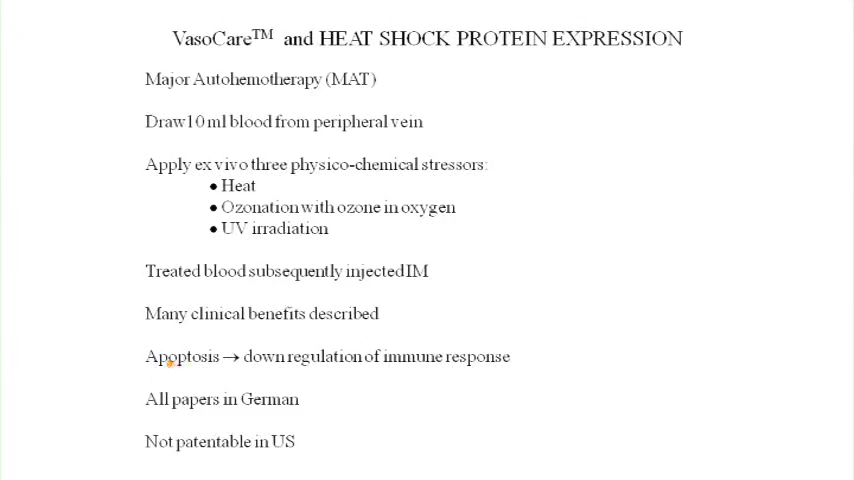 VasoCare™ and HEAT SHOCK PROTEIN EXPRESSION
Major Autohemotherapy (MAT)
Draw10 ml blood from peripheral vein
Apply ex vivo three physico-chemical stressors:
• Heat
• Ozonation with ozone in oxygen
• UV irradiation
Treated blood subsequently injected IM
Many clinical benefits described
Apoptosis → down regulation of immune response
All papers in German
Not patentable in US